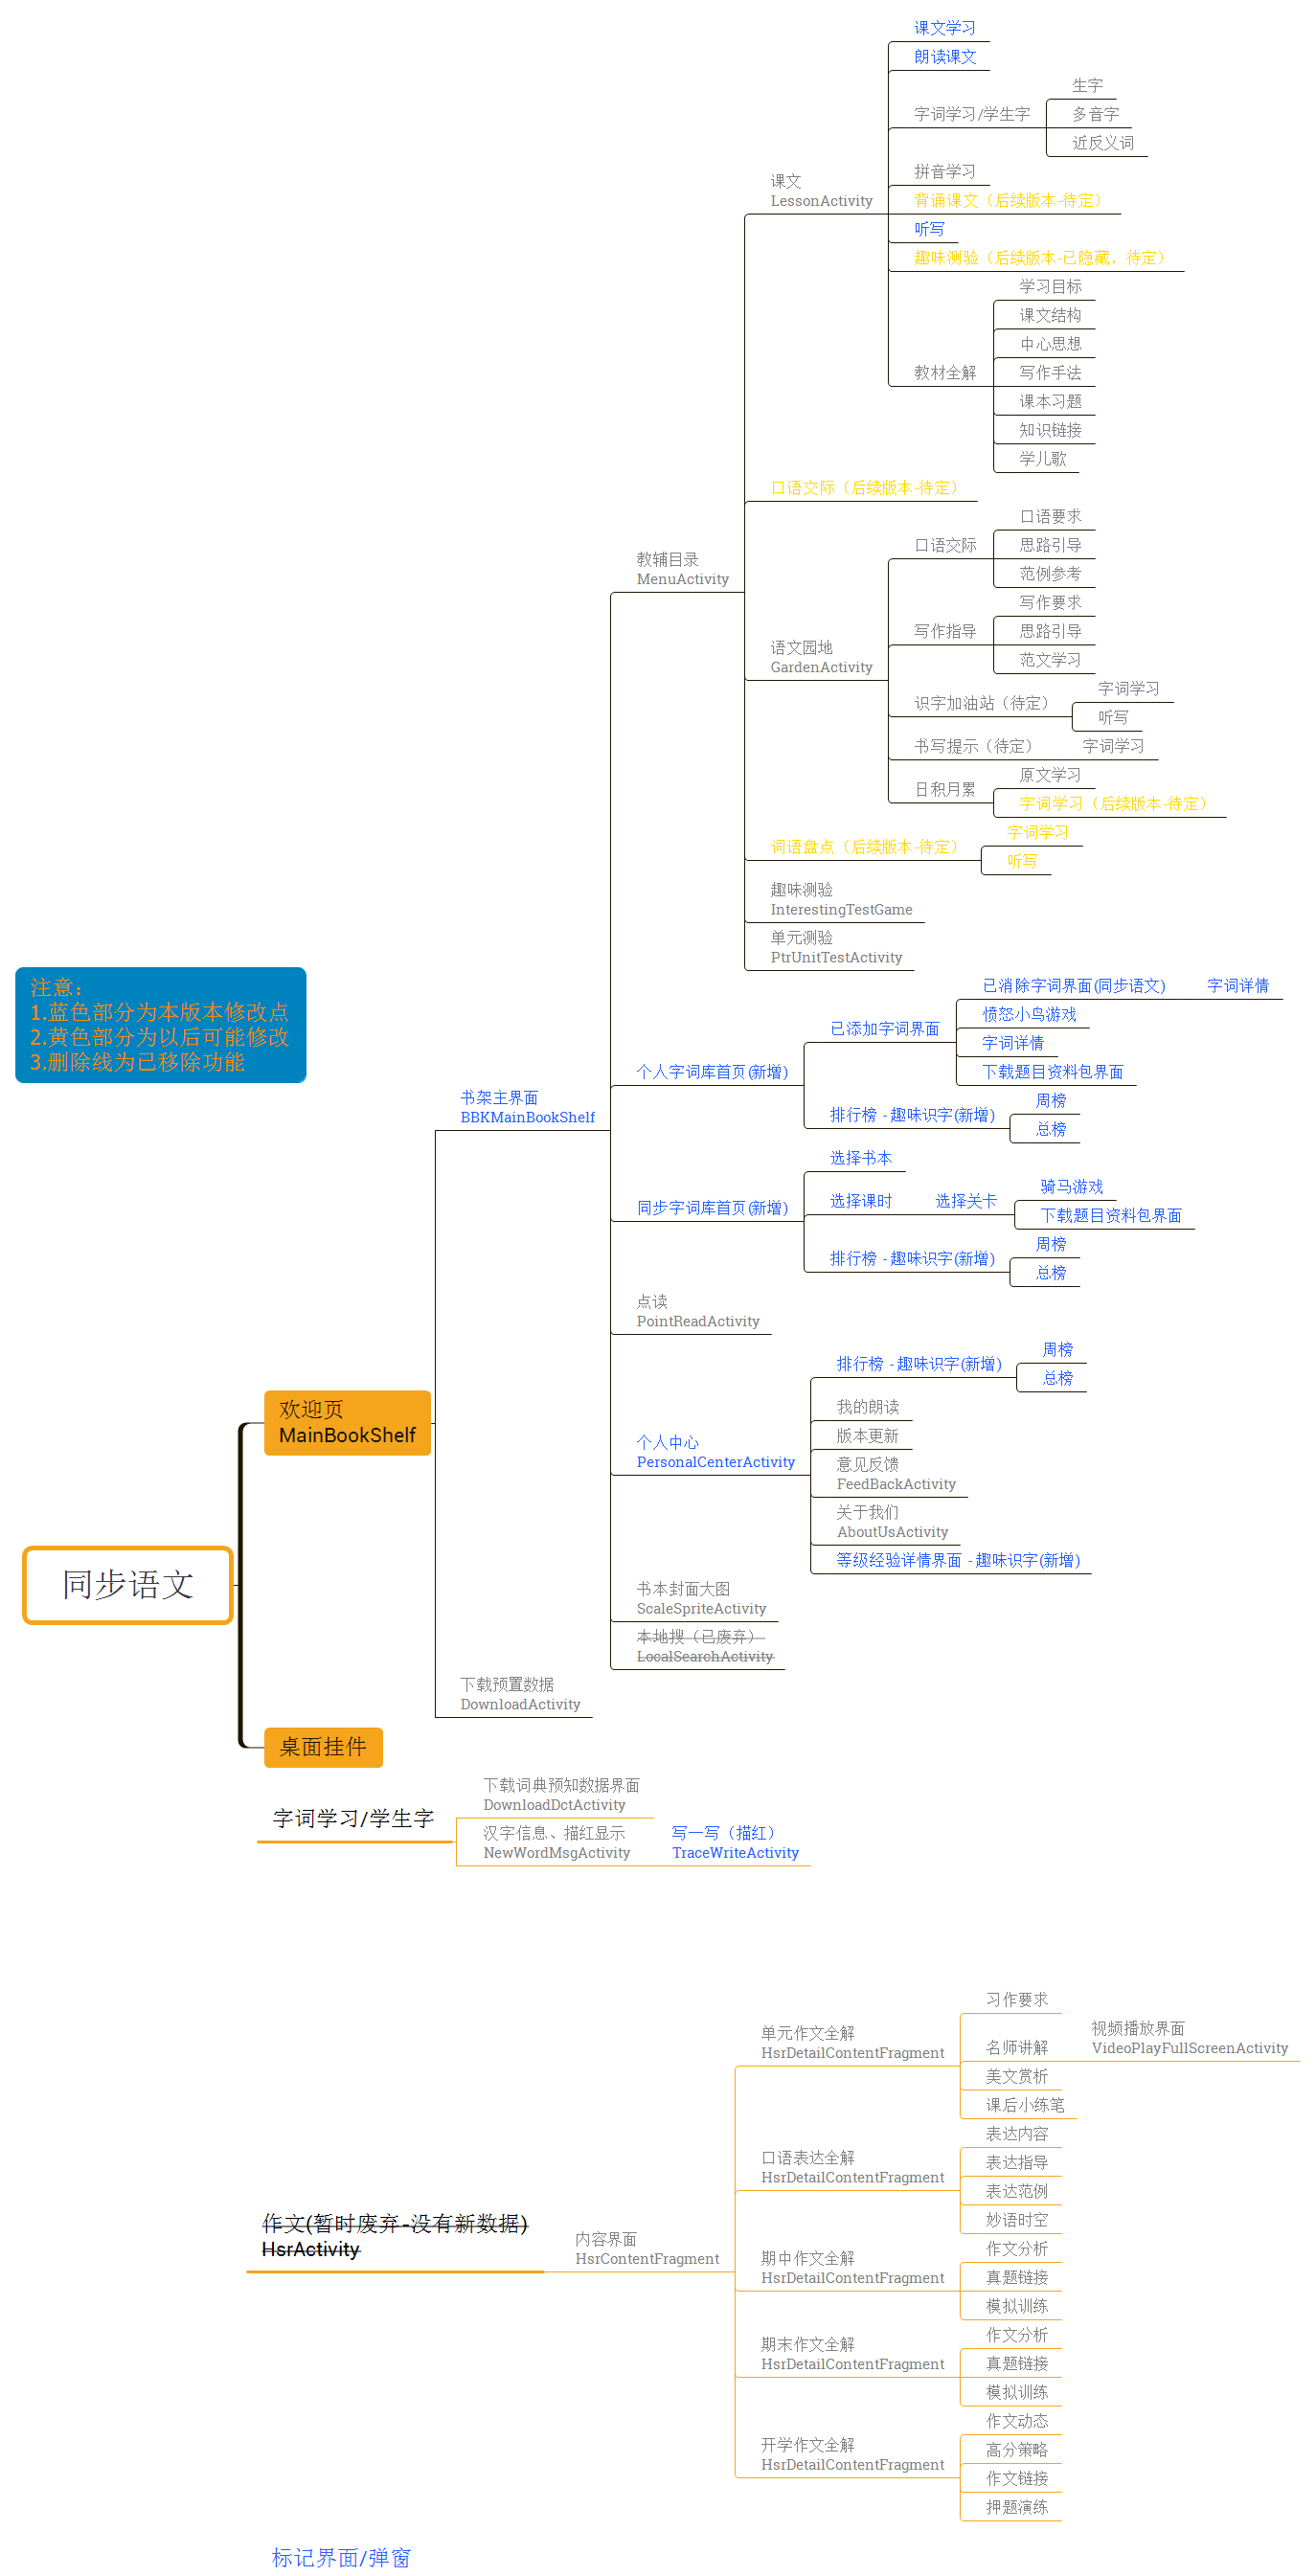 课文学习
朗读课文
字词学习/学生字
生字
多音字
近反义词
课文
LessonActivity
拼音学习
背诵课文（后续版本-待定）
听写
趣味测验（后续版本-已隐藏，待定）
教材全解
学习目标
课文结构
中心思想
写作手法
课本习题
知识链接
学儿歌
口语交际（后续版本-待定）
教辅目录
MenuActivity
语文园地
GardenActivity
口语交际
口语要求
思路引导
范例参考
写作指导
写作要求
思路引导
范文学习
识字加油站（待定）
字词学习
听写
书写提示（待定）
字词学习
日积月累
原文学习
字词学习（后续版本-待定）
词语盘点（后续版本-待定）
字词学习
听写
趣味测验
InterestingTestGame
单元测验
PtrUnitTestActivity
注意：
1.蓝色部分为本版本修改点
2.黄色部分为以后可能修改
3.删除线为已移除功能
书架主界面
BBKMainBookShelf
个人字词库首页(新增)
已添加字词界面
已消除字词界面(同步语文)
字词详情
愤怒小鸟游戏
字词详情
下载题目资料包界面
排行榜 - 趣味识字(新增)
周榜
总榜
同步字词库首页(新增)
选择书本
选择课时
选择关卡
骑马游戏
下载题目资料包界面
排行榜 - 趣味识字(新增)
周榜
总榜
点读
PointReadActivity
个人中心
PersonalCenterActivity
排行榜 - 趣味识字(新增)
周榜
总榜
我的朗读
版本更新
意见反馈
FeedBackActivity
关于我们
AboutUsActivity
等级经验详情界面 - 趣味识字(新增)
书本封面大图
ScaleSpriteActivity
本地搜（已废弃）
LocalSearchActivity
欢迎页
MainBookShelf
同步语文
下载预置数据
DownloadActivity
桌面挂件
字词学习/学生字
下载词典预知数据界面
DownloadDctActivity
汉字信息、描红显示
NewWordMsgActivity
写一写（描红）
TraceWriteActivity
作文(暂时废弃-没有新数据)
HsrActivity
内容界面
HsrContentFragment
单元作文全解
HsrDetailContentFragment
习作要求
名师讲解
视频播放界面
VideoPlayFullScreenActivity
美文赏析
课后小练笔
口语表达全解
HsrDetailContentFragment
表达内容
表达指导
表达范例
妙语时空
期中作文全解
HsrDetailContentFragment
作文分析
真题链接
模拟训练
期末作文全解
HsrDetailContentFragment
作文分析
真题链接
模拟训练
开学作文全解
HsrDetailContentFragment
作文动态
高分策略
作文链接
押题演练
标记界面/弹窗